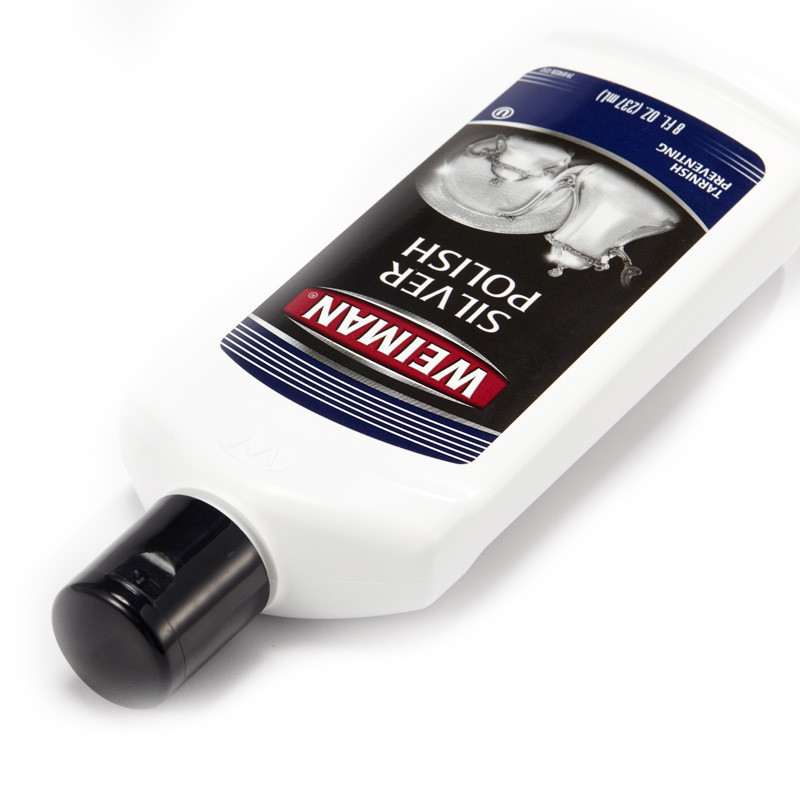 WEIMAN®
SILVER
POLISH
TARNISH
PREVENTING
8 FL. OZ. (237 mL)
U
W